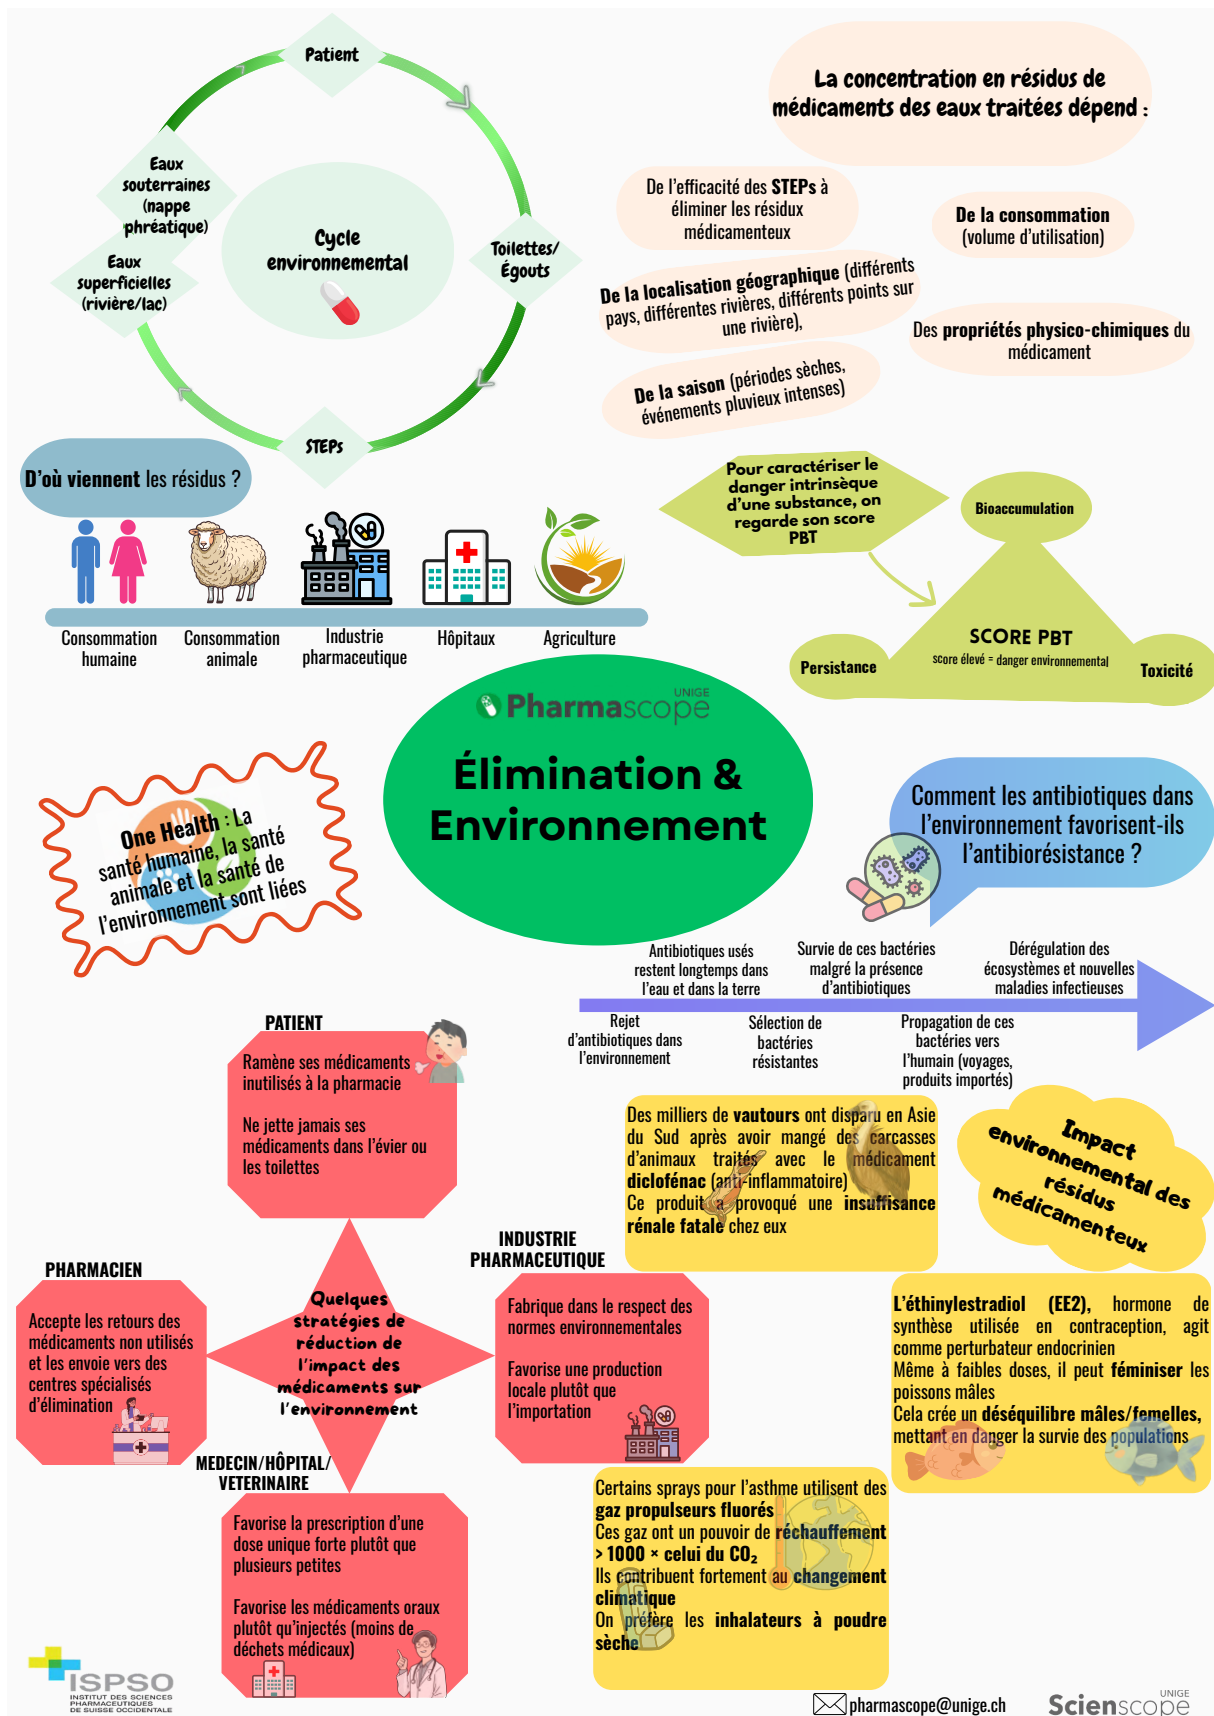 Patient
Eaux
souterraines
(nappe
phréatique)
Eaux
superficielles
(rivière/lac)
Cycle
environnemental
Toilettes/
Égouts
STEPs
La concentration en résidus de
médicaments des eaux traitées dépend :
De l'efficacité des STEPs à
éliminer les résidux
médicamenteux
De la consommation
(volume d'utilisation)
De la localisation géographique (différents
pays, différentes rivières, différents points sur
une rivière),
Des propriétés physico-chimiques du
médicament
De la saison (périodes sèches,
événements pluvieux intenses)
D'où viennent les résidus ?
Consommation
humaine
Consommation
animale
Industrie
pharmaceutique
Hôpitaux
Agriculture
Pour caractériser le
danger intrinsèque
d'une substance, on
regarde son score
PBT
Bioaccumulation
SCORE PBT
score élevé = danger environnemental
Persistance
Toxicité
UNIGE
Pharmascope
Élimination &
Environnement
One Health : La
santé humaine, la santé
animale et la santé de
l'environnement sont liées
Comment les antibiotiques dans
l'environnement favorisent-ils
l'antibiorésistance ?
Antibiotiques usés
restent longtemps dans
l'eau et dans la terre
Survie de ces bactéries
malgré la présence
d'antibiotiques
Dérégulation des
écosystèmes et nouvelles
maladies infectieuses
Rejet
d'antibiotiques dans
l'environnement
Sélection de
bactéries
résistantes
Propagation de ces
bactéries vers
l'humain (voyages,
produits importés)
PATIENT
Ramène ses médicaments
inutilisés à la pharmacie
Ne jette jamais ses
médicaments dans l'évier ou
les toilettes
PHARMACIEN
Accepte les retours des
médicaments non utilisés
et les envoie vers des
centres spécialisés
d'élimination
Quelques
stratégies de
réduction de
l'impact des
médicaments sur
l'environnement
INDUSTRIE
PHARMACEUTIQUE
Fabrique dans le respect des
normes environnementales
Favorise une production
locale plutôt que
l'importation
MEDECIN/HÔPITAL/
VETERINAIRE
Favorise la prescription d'une
dose unique forte plutôt que
plusieurs petites
Favorise les médicaments oraux
plutôt qu'injectés (moins de
déchets médicaux)
Des milliers de vautours ont disparu en Asie
du Sud après avoir mangé des carcasses
d'animaux traités avec le médicament
diclofénac (anti-inflammatoire)
Ce produit a provoqué une insuffisance
rénale fatale chez eux
Impact
environnemental des
résidus
médicamenteux
L'éthinylestradiol (EE2), hormone de
synthèse utilisée en contraception, agit
comme perturbateur endocrinien
Même à faibles doses, il peut féminiser les
poissons mâles
Cela crée un déséquilibre mâles/femelles,
mettant en danger la survie des populations
Certains sprays pour l'asthme utilisent des
gaz propulseurs fluorés
Ces gaz ont un pouvoir de réchauffement
> 1000 × celui du CO₂
Ils contribuent fortement au changement
climatique
On préfère les inhalateurs à poudre
sèche
ISPSO
INSTITUT DES SCIENCES
PHARMACEUTIQUES
DE SUISSE OCCIDENTALE
pharmascope@unige.ch
UNIGE
Scienscope